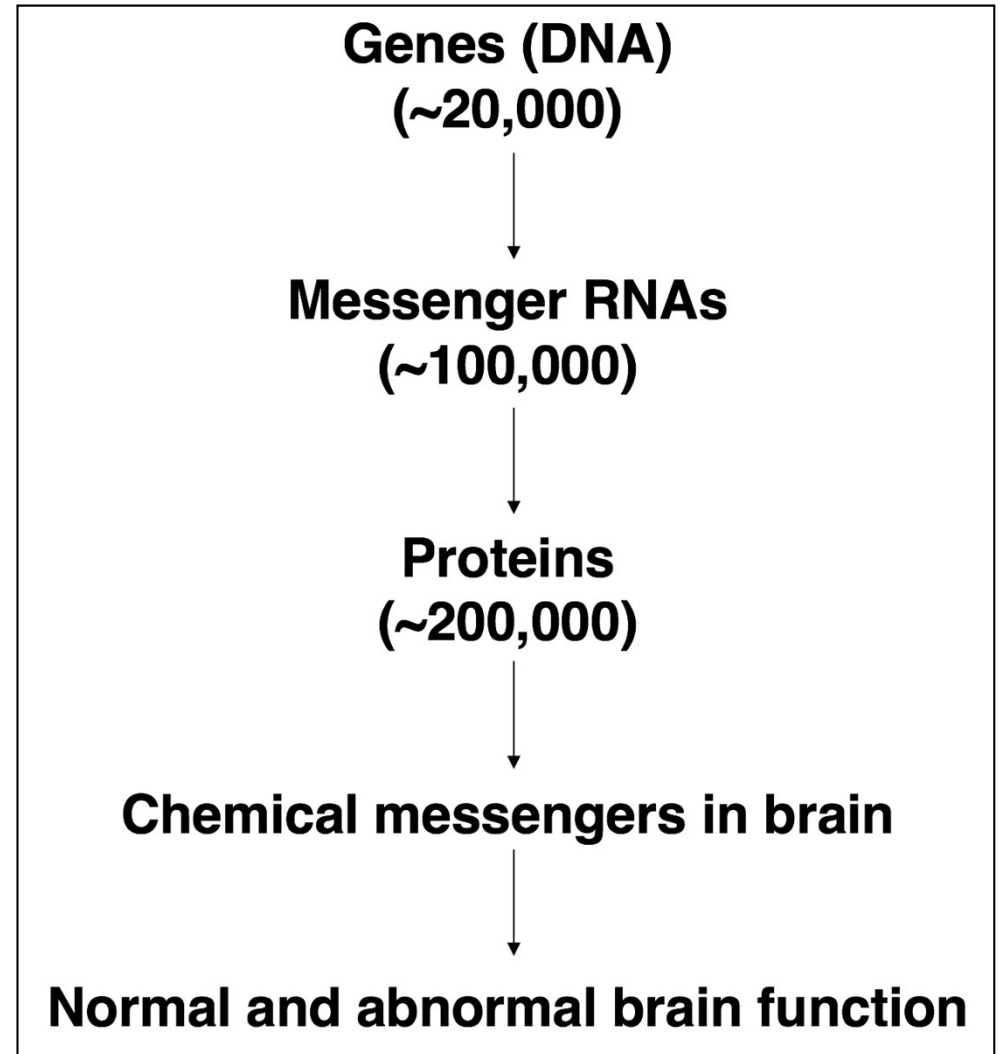 Genes (DNA)
(~20,000)
Messenger RNAs
(~100,000)
Proteins
(~200,000)
Chemical messengers in brain
Normal and abnormal brain function